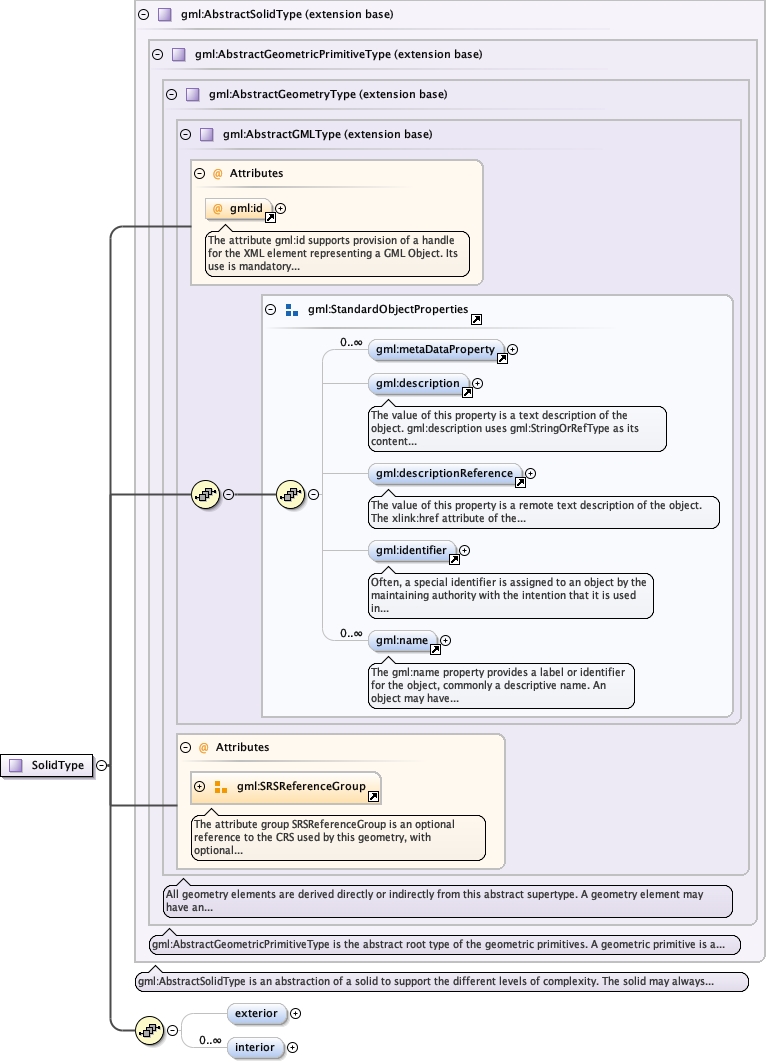 gml:AbstractSolidType (extension base)
gml:AbstractGeometricPrimitiveType (extension base)
gml:AbstractGeometryType (extension base)
gml:AbstractGMLType (extension base)
@ Attributes
@ gml:id
The attribute gml:id supports provision of a handle
for the XML element representing a GML Object. Its
use is mandatory...
gml:StandardObjectProperties
0..∞
gml:metaDataProperty
gml:description
The value of this property is a text description of the
object. gml:description uses gml:StringOrRefType as its
content...
gml:descriptionReference
The value of this property is a remote text description of the object.
The xlink:href attribute of the...
gml:identifier
Often, a special identifier is assigned to an object by the
maintaining authority with the intention that it is used
in...
0..∞
gml:name
The gml:name property provides a label or identifier
for the object, commonly a descriptive name. An
object may have...
@ Attributes
SolidType
gml:SRSReferenceGroup
The attribute group SRSReferenceGroup is an optional
reference to the CRS used by this geometry, with
optional...
All geometry elements are derived directly or indirectly from this abstract supertype. A geometry element may
have an...
gml:AbstractGeometricPrimitiveType is the abstract root type of the geometric primitives. A geometric primitive is a...
gml:AbstractSolidType is an abstraction of a solid to support the different levels of complexity. The solid may always...
exterior
0..∞
interior